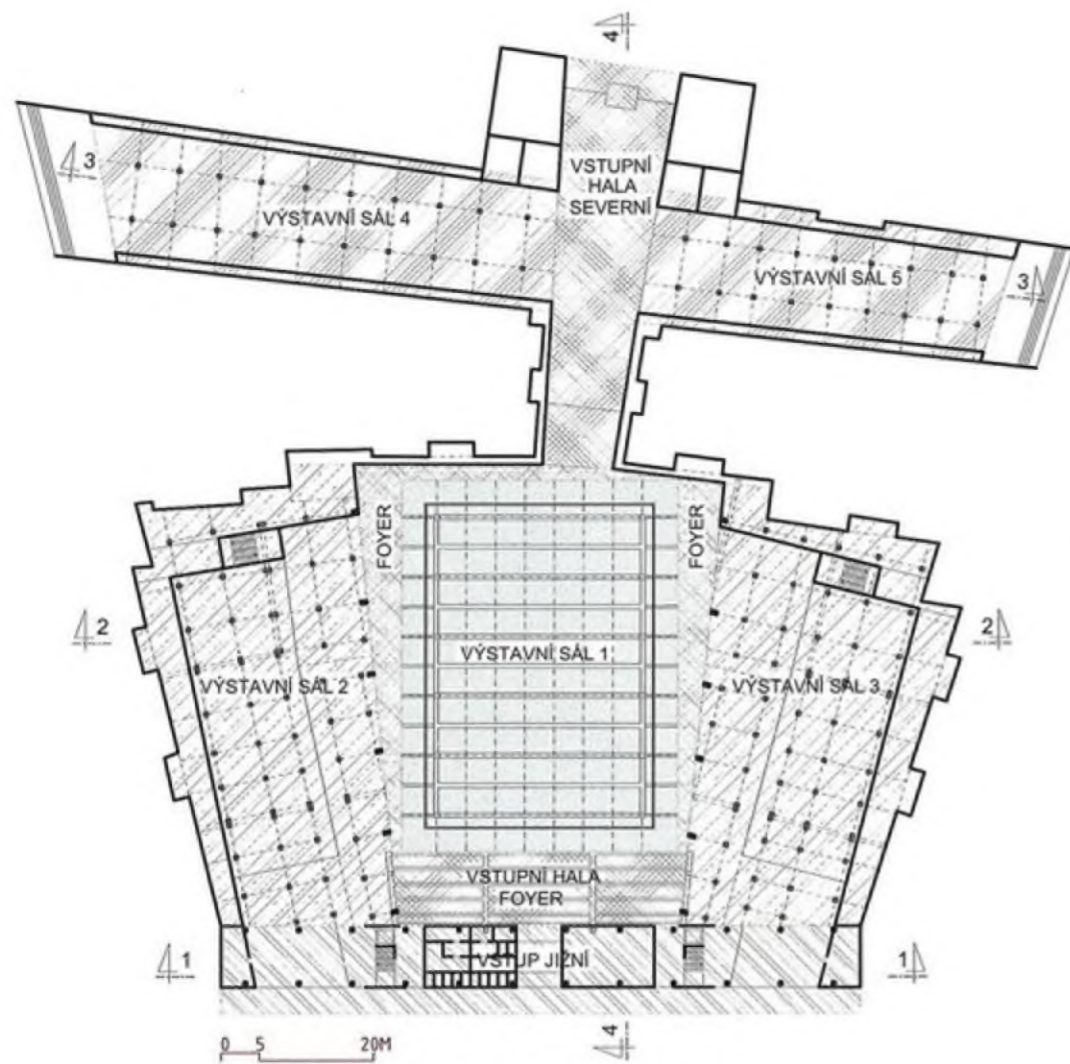 4
3
VSTUPNÍ
HALA
SEVERNÍ
VÝSTAVNÍ SÁL 4
VÝSTAVNÍ SÁL 5
3
FOYER
FOYER
2
VÝSTAVNÍ SÁL 1
2
VÝSTAVNÍ SÁL 2
VÝSTAVNÍ SÁL 3
VSTUPNÍ HALA
FOYER
1
VSTUP JIŽNÍ
1
0 5 20M
4